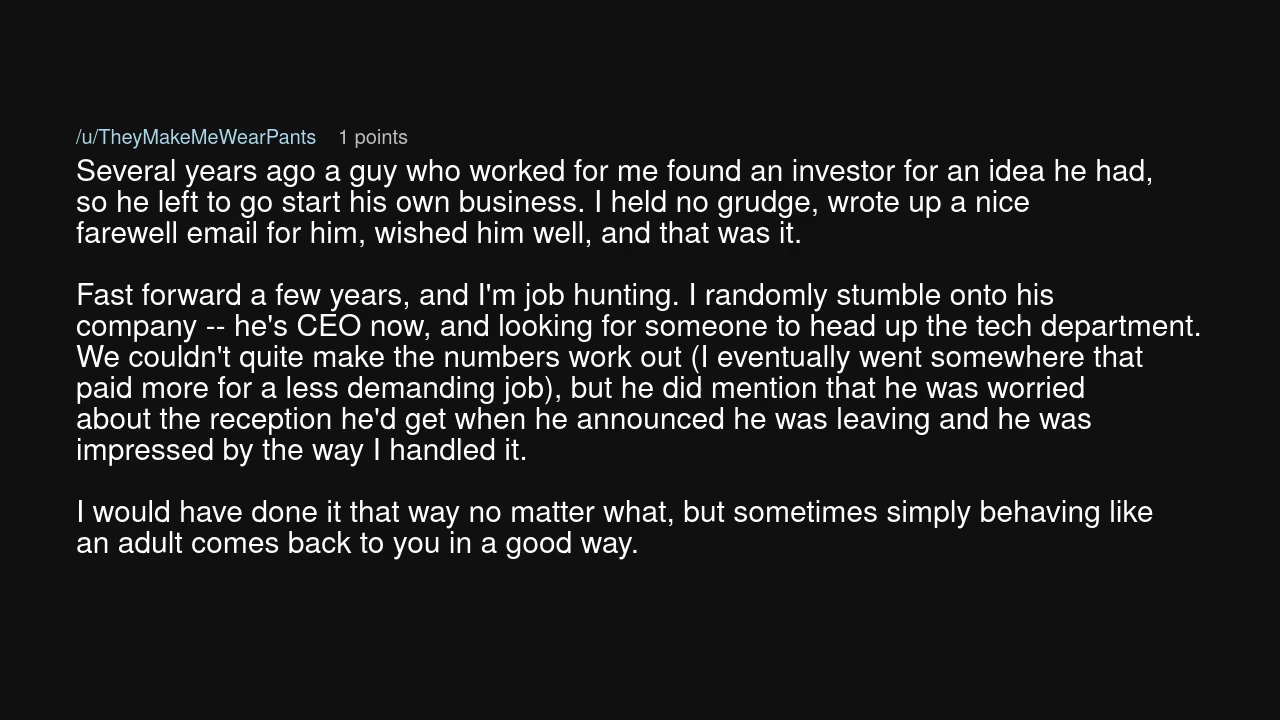 /u/TheyMakeMeWearPants 1 points
Several years ago a guy who worked for me found an investor for an idea he had,
so he left to go start his own business. I held no grudge, wrote up a nice
farewell email for him, wished him well, and that was it.
Fast forward a few years, and I'm job hunting. I randomly stumble onto his
company -- he's CEO now, and looking for someone to head up the tech department.
We couldn't quite make the numbers work out (I eventually went somewhere that
paid more for a less demanding job), but he did mention that he was worried
about the reception he'd get when he announced he was leaving and he was
impressed by the way I handled it.
I would have done it that way no matter what, but sometimes simply behaving like
an adult comes back to you in a good way.